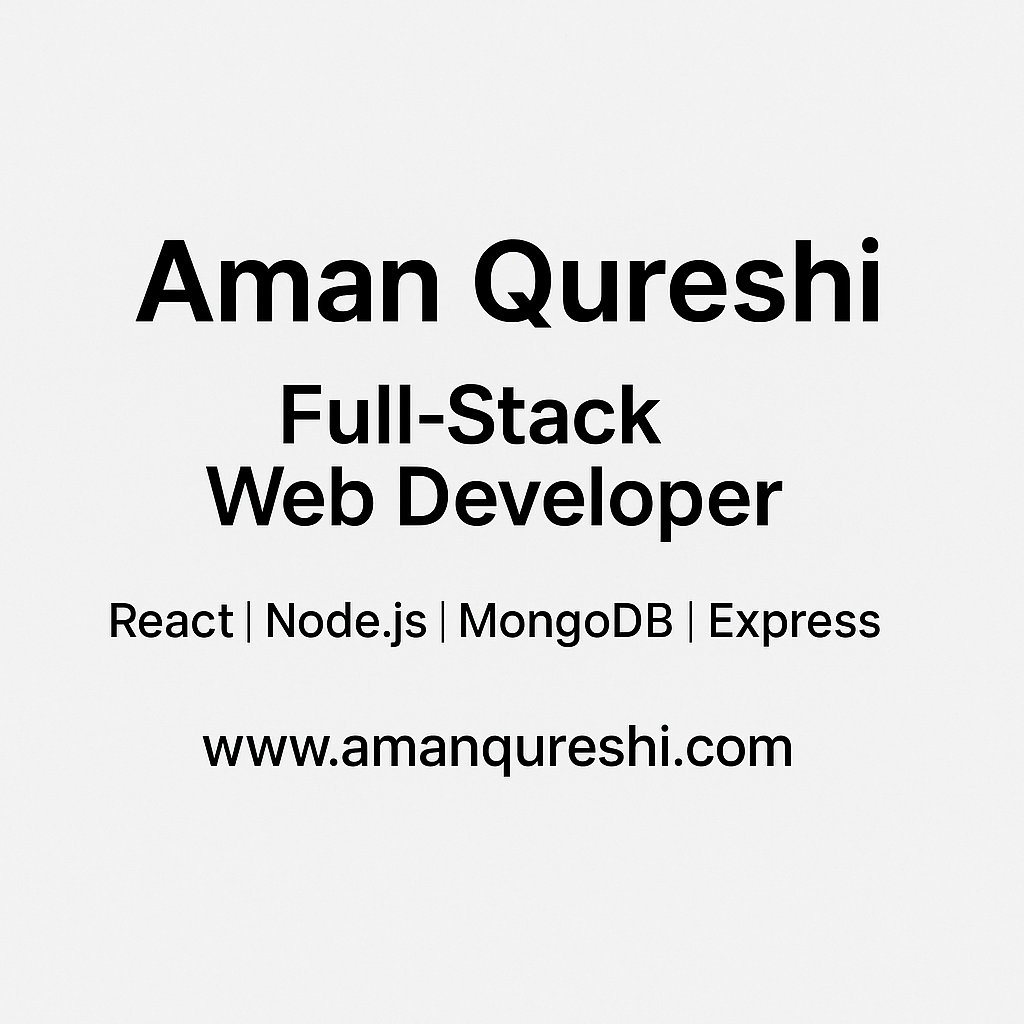 Aman Qureshi
Full-Stack
Web Developer
React | Node.js | MongoDB | Express
www.amanqureshi.com